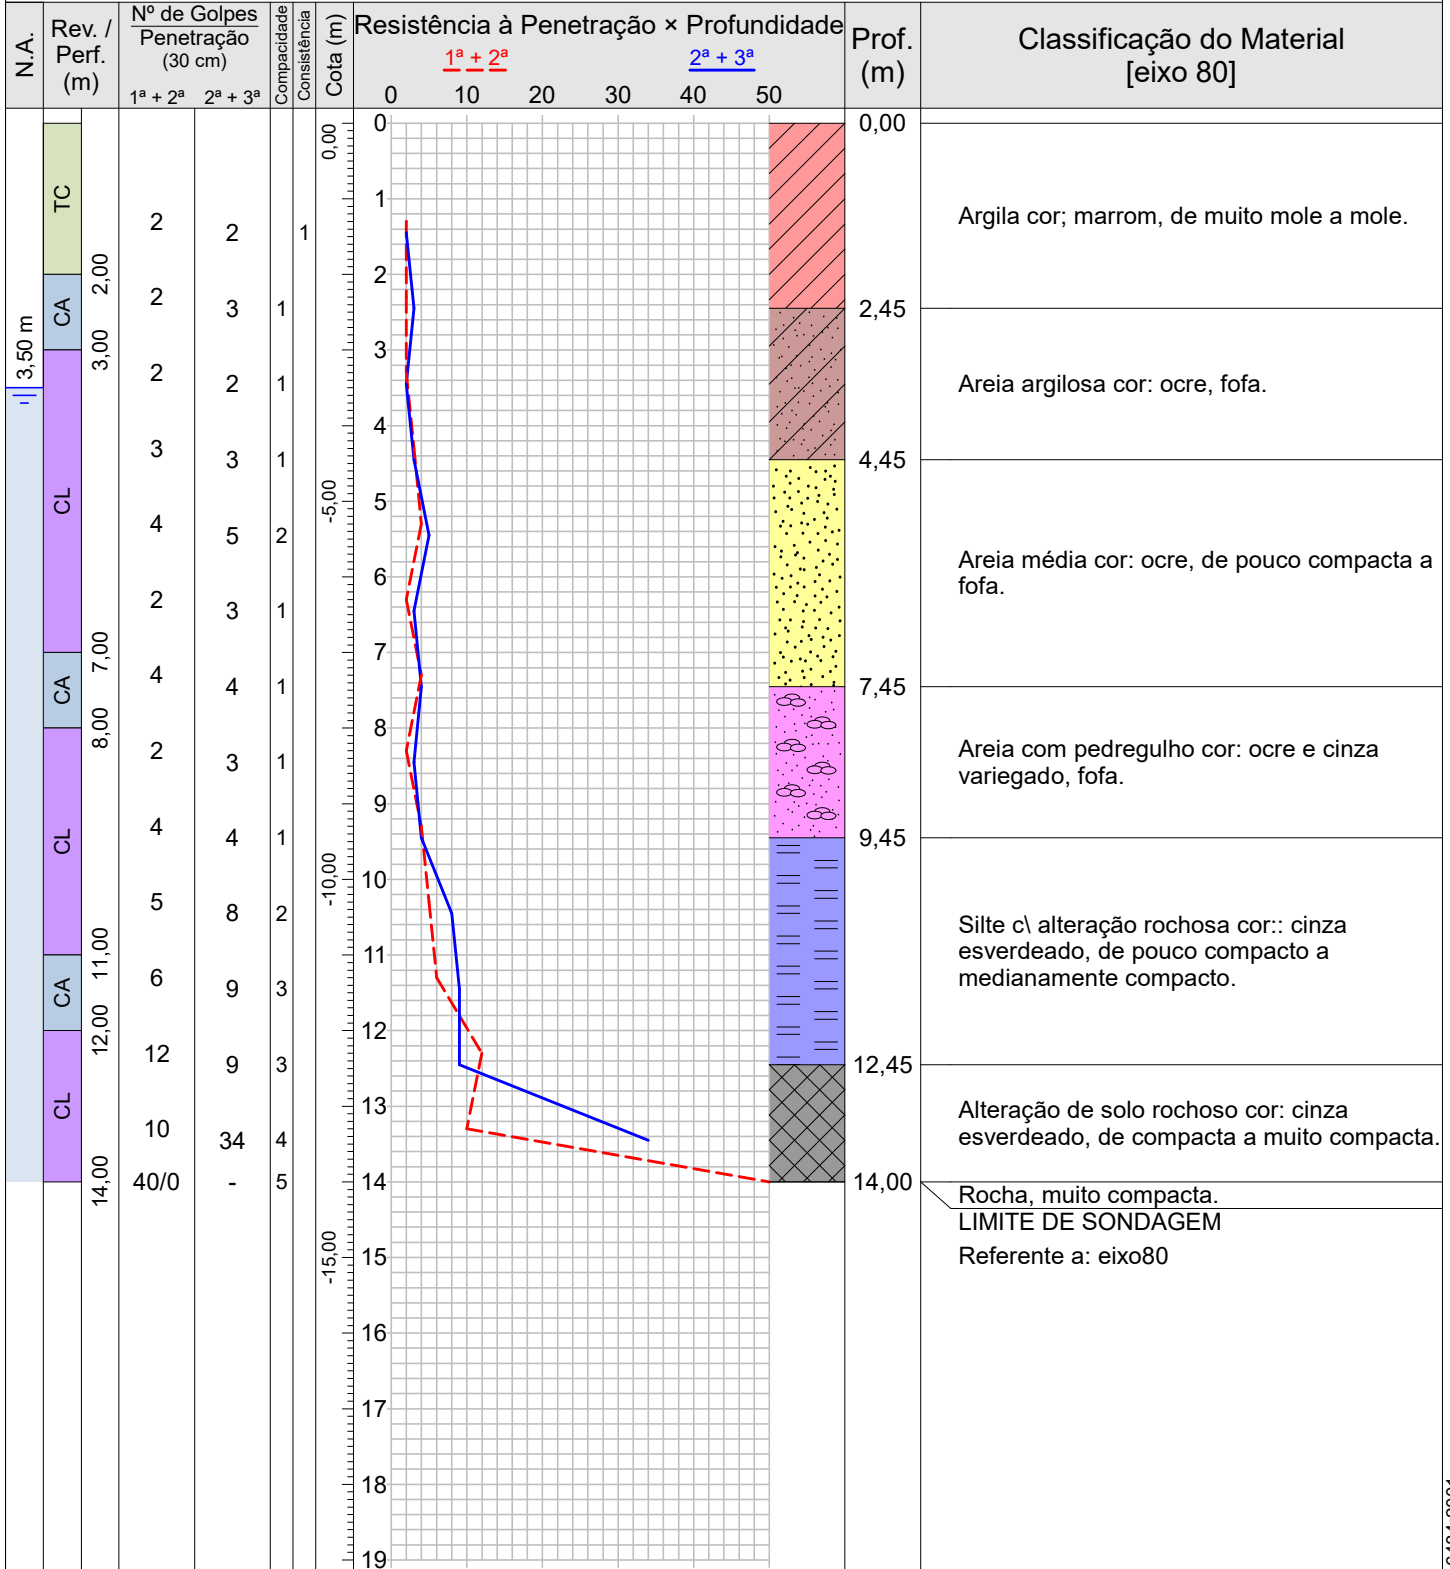 N.A.
Rev. /
Perf.
(m)
Nº de Golpes
Penetração
(30 cm)
1ª + 2ª 2ª + 3ª
Compacidade
Consistência
Cota (m)
Resistência à Penetração × Profundidade
1ª + 2ª 2ª + 3ª
0 10 20 30 40 50
Prof.
(m)
Classificação do Material
[eixo 80]
3,50 m
TC
2,00
CA
3,00
CL
7,00
CA
8,00
CL
11,00
CA
12,00
CL
14,00
2 2 1
2 3 1
2 2 1
3 3 1
4 5 2
2 3 1
4 4 1
2 3 1
4 4 1
5 8 2
6 9 3
12 9 3
10 34 4
40/0 - 5
0,00
-5,00
-10,00
-15,00
0
1
2
3
4
5
6
7
8
9
10
11
12
13
14
15
16
17
18
19
0,00
Argila cor; marrom, de muito mole a mole.
2,45
Areia argilosa cor: ocre, fofa.
4,45
Areia média cor: ocre, de pouco compacta a
fofa.
7,45
Areia com pedregulho cor: ocre e cinza
variegado, fofa.
9,45
Silte c\ alteração rochosa cor:: cinza
esverdeado, de pouco compacto a
medianamente compacto.
12,45
Alteração de solo rochoso cor: cinza
esverdeado, de compacta a muito compacta.
14,00
Rocha, muito compacta.
LIMITE DE SONDAGEM
Referente a: eixo80